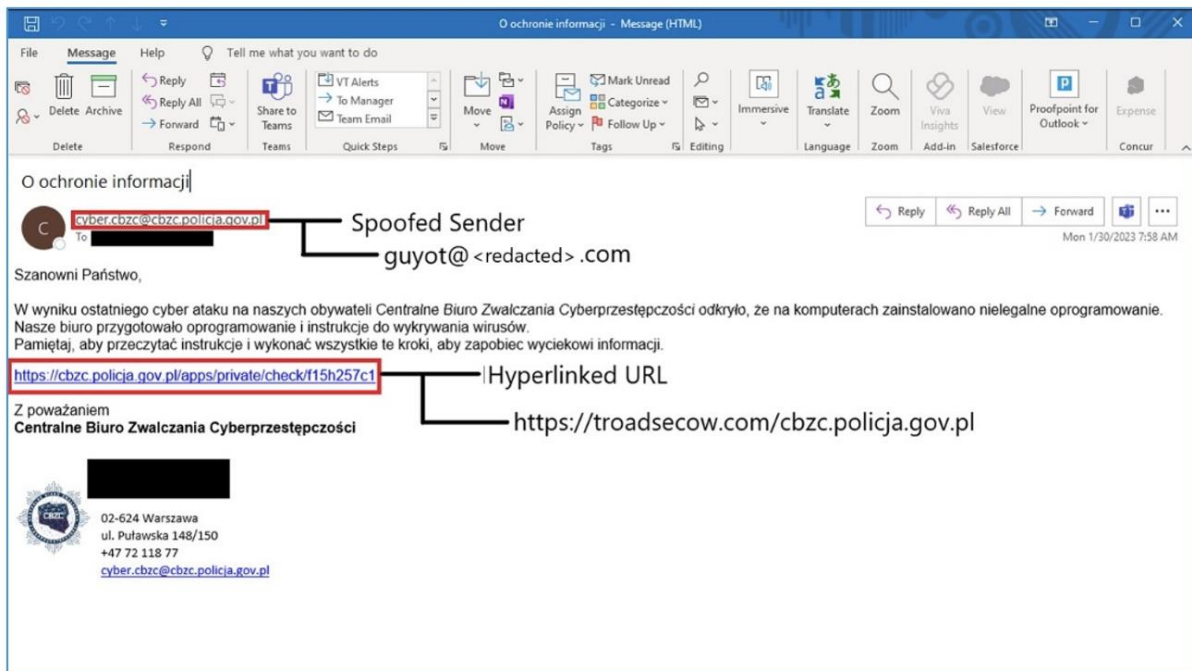 O ochronie informacji - Message (HTML)
File Message Help Tell me what you want to do
Delete Archive
Reply
Reply All
Forward
Share to Teams
VT Alerts
To Manager
Team Email
Move
Assign Policy
Mark Unread
Categorize
Follow Up
Immersive
Translate
Zoom
Viva Insights
View
Proofpoint for Outlook
Expense
Delete Respond Teams Quick Steps Move Tags Editing Language Zoom Add-in Salesforce Concur
O ochronie informacji
C
cyber.cbzc@cbzc.policja.gov.pl
Spoofed Sender
To
guyot@<redacted>.com
Reply Reply All Forward
Mon 1/30/2023 7:58 AM
Szanowni Państwo,
W wyniku ostatniego cyber ataku na naszych obywateli Centralne Biuro Zwalczania Cyberprzestępczości odkryło, że na komputerach zainstalowano nielegalne oprogramowanie.
Nasze biuro przygotowało oprogramowanie i instrukcje do wykrywania wirusów.
Pamiętaj, aby przeczytać instrukcje i wykonać wszystkie te kroki, aby zapobiec wyciekowi informacji.
https://cbzc.policja.gov.pl/apps/private/check/f15h257c1
Hyperlinked URL
https://troadsecow.com/cbzc.policja.gov.pl
Z poważaniem
Centralne Biuro Zwalczania Cyberprzestępczości
CBZC
02-624 Warszawa
ul. Puławska 148/150
+47 72 118 77
cyber.cbzc@cbzc.policja.gov.pl